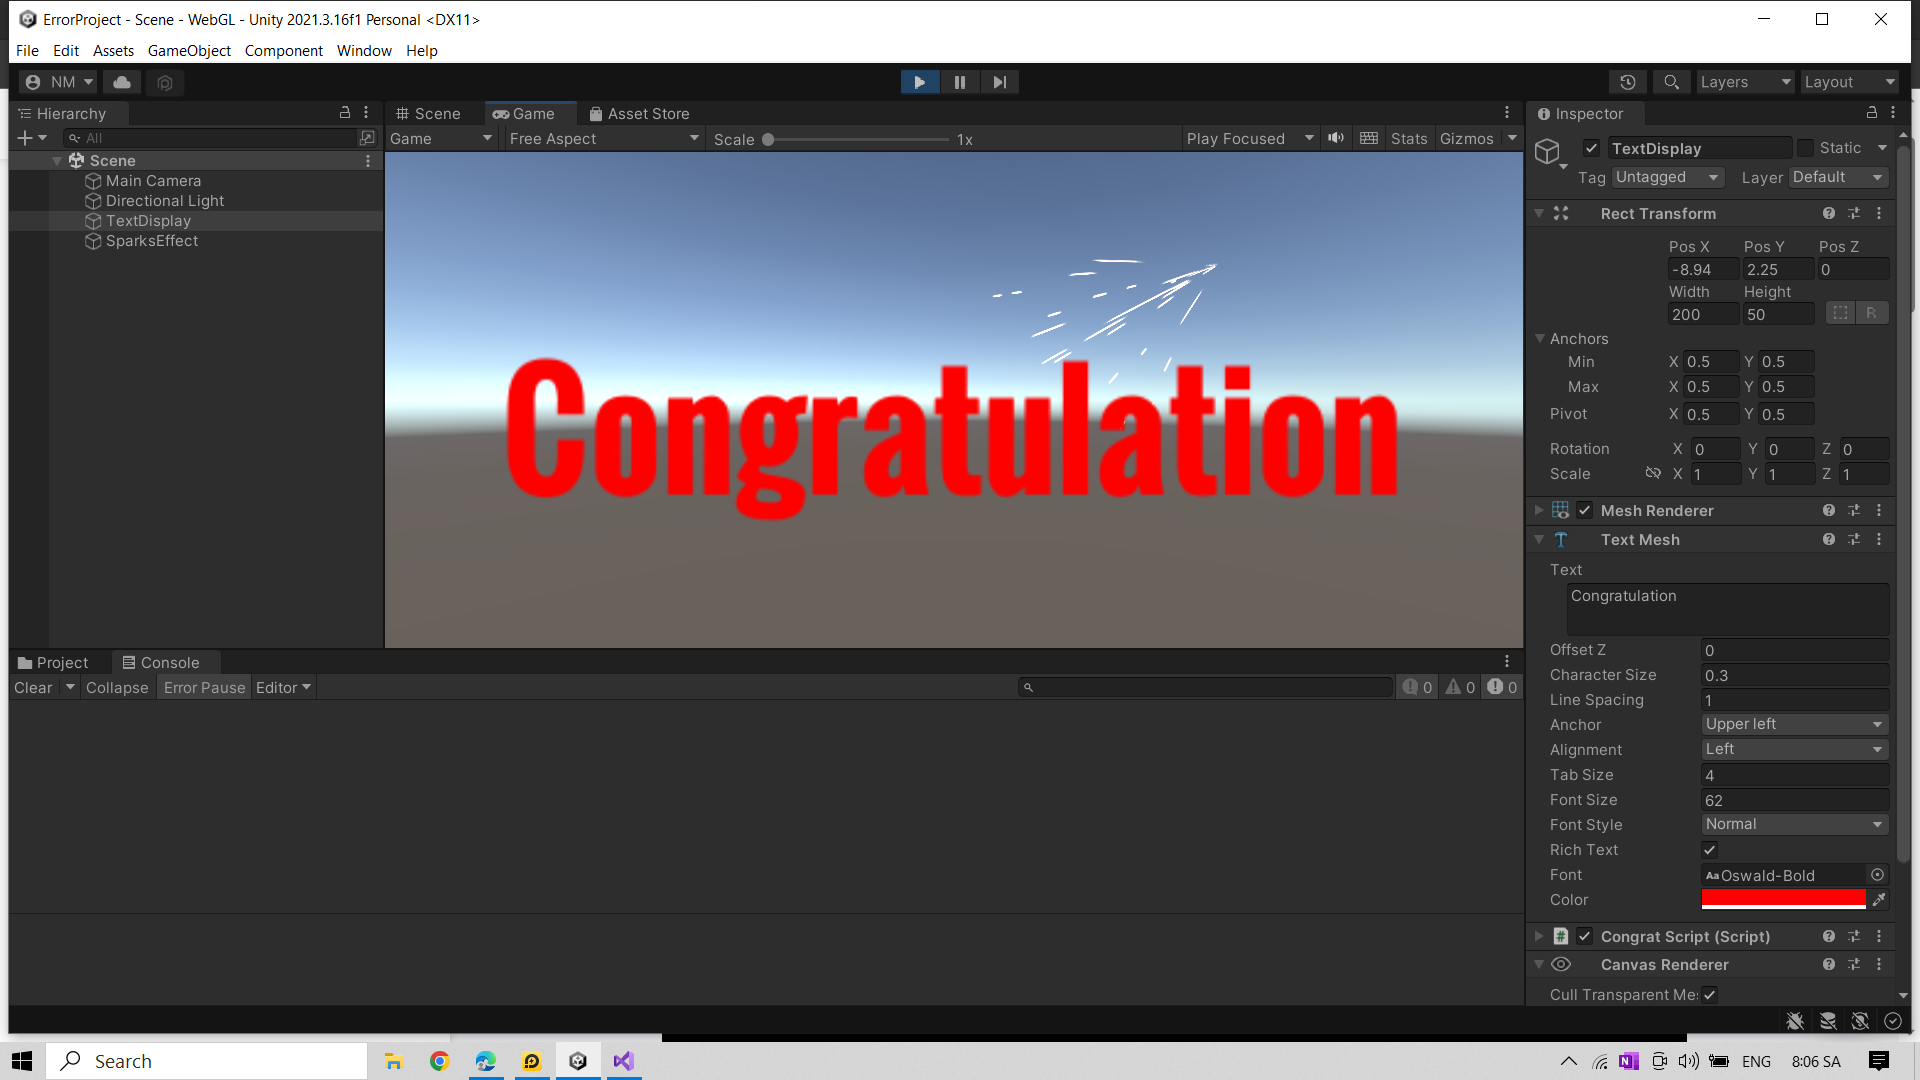 ErrorProject - Scene - WebGL - Unity 2021.3.16f1 Personal <DX11>
File Edit Assets GameObject Component Window Help
NM Layers Layout
Hierarchy
All
Scene
Main Camera
Directional Light
TextDisplay
SparksEffect
Scene Game Asset Store
Game Free Aspect Scale 1x Play Focused Stats Gizmos
Congratulation
Project Console
Clear Collapse Error Pause Editor 0 0 0
Inspector
TextDisplay Static
Tag Untagged Layer Default
Rect Transform
Pos X Pos Y Pos Z
-8.94 2.25 0
Width Height
200 50 R
Anchors
Min X 0.5 Y 0.5
Max X 0.5 Y 0.5
Pivot X 0.5 Y 0.5
Rotation X 0 Y 0 Z 0
Scale X 1 Y 1 Z 1
Mesh Renderer
Text Mesh
Text
Congratulation
Offset Z 0
Character Size 0.3
Line Spacing 1
Anchor Upper left
Alignment Left
Tab Size 4
Font Size 62
Font Style Normal
Rich Text
Font Aa Oswald-Bold
Color
# Congrat Script (Script)
Canvas Renderer
Cull Transparent Me
Search ENG 8:06 SA